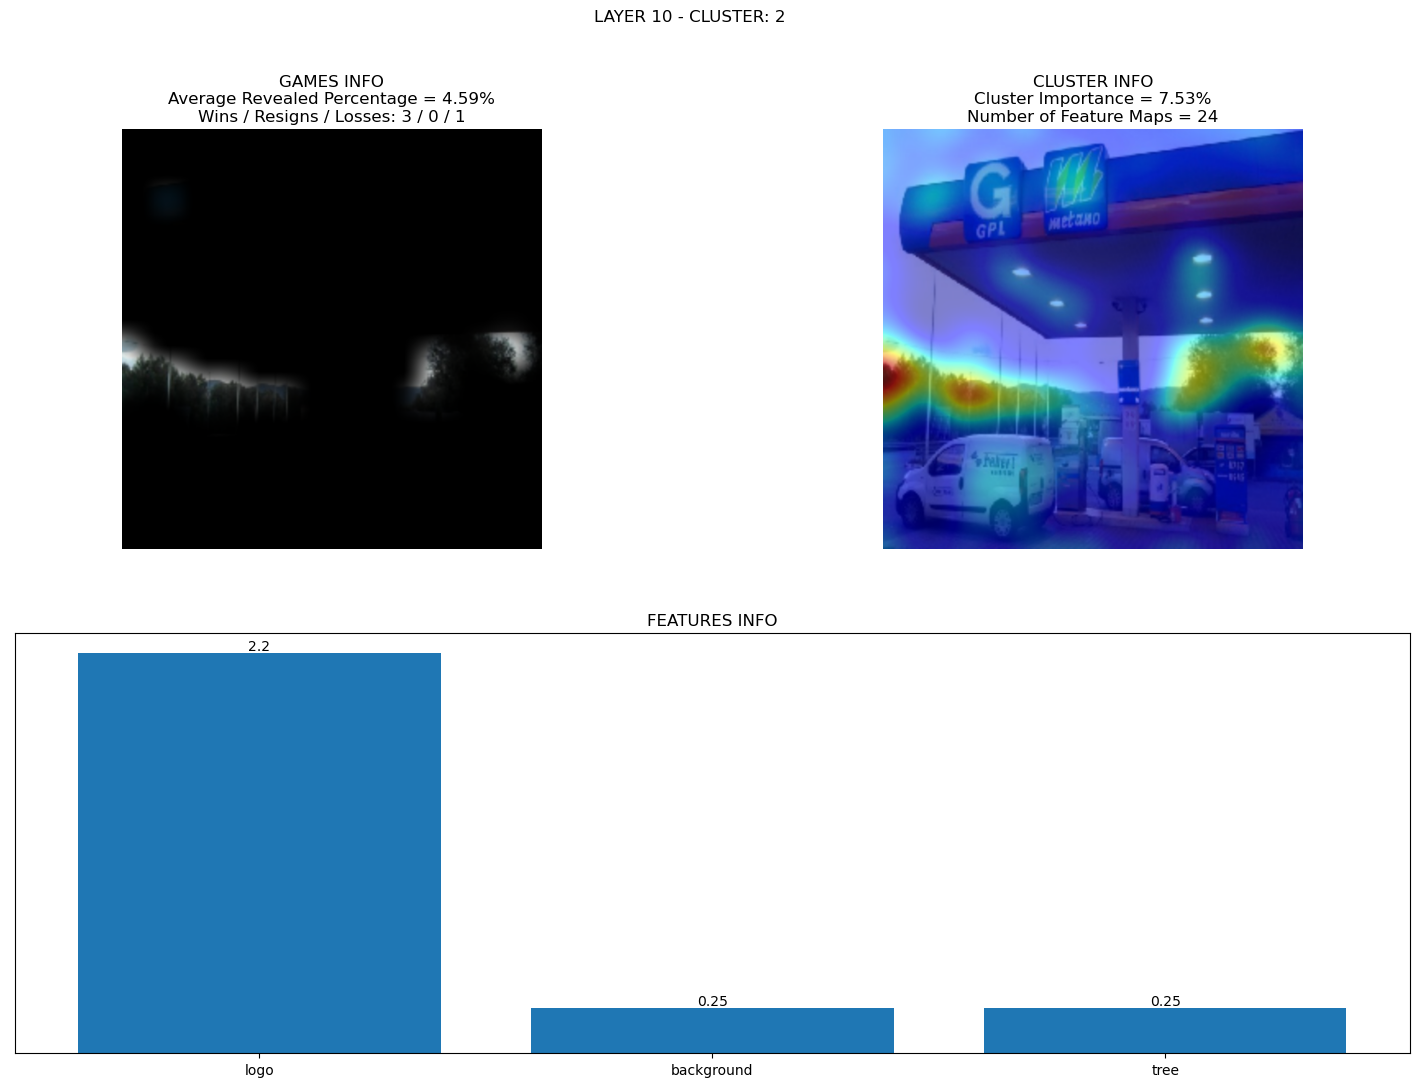 LAYER 10 - CLUSTER: 2
GAMES INFO
Average Revealed Percentage = 4.59%
Wins / Resigns / Losses: 3 / 0 / 1
CLUSTER INFO
Cluster Importance = 7.53%
Number of Feature Maps = 24
G
GPL
metano
FEATURES INFO
2.2
0.25
0.25
logo
background
tree